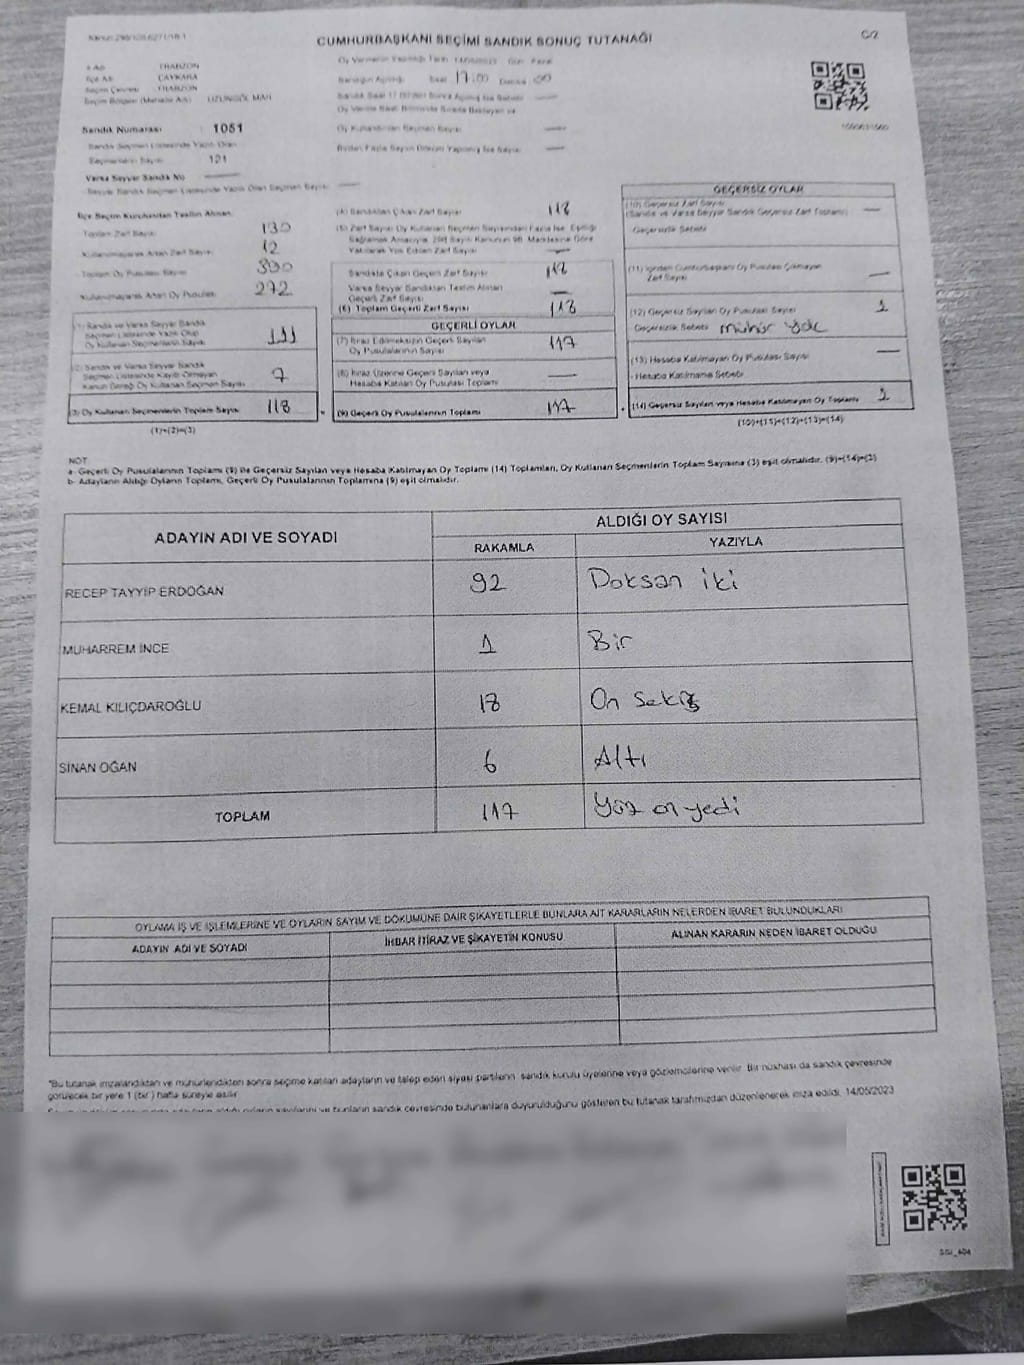 CUMHURBAŞKANI SEÇİMİ SANDIK SONUÇ TUTANAĞI
C/2
İli Adı TRABZON
İlçe Adı ÇAYKARA
Seçim Çevresi TRABZON
Seçim Bölgesi (Mahalle Adı) UZUNGÖL MAH
Saat 17:00 Dakika 00
Sandık Numarası : 1051
Sandık Seçmen Listesinde Yazılı Olan
Seçmenlerin Sayısı 121
Varsa Seyyar Sandık No
Seyyar Sandık Seçmen Listesinde Yazılı Olan Seçmen Sayısı
İlçe Seçim Kurulundan Teslim Alınan
Toplam Zarf Sayısı 130
Kullanılmayarak Artan Zarf Sayısı 12
Toplam Oy Pusulası Sayısı 390
Kullanılmayarak Artan Oy Pusulası 272
(1) Sandık ve Varsa Seyyar Sandık
Seçmen Listesinde Yazılı Olup
Oy Kullanan Seçmenlerin Sayısı 111
(2) Sandık ve Varsa Seyyar Sandık
Seçmen Listesinde Kayıtlı Olmayan
Kanun Gereği Oy Kullanan Seçmen Sayısı 7
(3) Oy Kullanan Seçmenlerin Toplam Sayısı 118
(1)+(2)=(3)
(4) Sandıktan Çıkan Zarf Sayısı 118
(5) Zarf Sayısı Oy Kullanan Seçmen Sayısından Fazla İse, Eşitliği
Sağlamak Amacıyla, 298 Sayılı Kanunun 98. Maddesine Göre
Yakılarak Yok Edilen Zarf Sayısı
Sandıkta Çıkan Geçerli Zarf Sayısı 118
Varsa Seyyar Sandıktan Teslim Alınan
Geçerli Zarf Sayısı
(6) Toplam Geçerli Zarf Sayısı 118
GEÇERLİ OYLAR
(7) İtiraz Edilmeksizin Geçerli Sayılan
Oy Pusulalarının Sayısı 117
(8) İtiraz Üzerine Geçerli Sayılan veya
Hesaba Katılan Oy Pusulası Toplamı
(9) Geçerli Oy Pusulalarının Toplamı 117
GEÇERSİZ OYLAR
(10) Geçersiz Zarf Sayısı
(Sandık ve Varsa Seyyar Sandık Geçersiz Zarf Toplamı)
Geçersizlik Sebebi
(11) İçinden Cumhurbaşkanı Oy Pusulası Çıkmayan
Zarf Sayısı
(12) Geçersiz Sayılan Oy Pusulası Sayısı 1
Geçersizlik Sebebi mühür yok
(13) Hesaba Katılmayan Oy Pusulası Sayısı
- Hesaba Katılmama Sebebi
(14) Geçersiz Sayılan veya Hesaba Katılmayan Oy Toplamı 1
(10)+(11)+(12)+(13)=(14)
NOT:
a- Geçerli Oy Pusulalarının Toplamı (9) ile Geçersiz Sayılan veya Hesaba Katılmayan Oy Toplamı (14) Toplamları, Oy Kullanan Seçmenlerin Toplam Sayısına (3) eşit olmalıdır. (9)+(14)=(3)
b- Adayların Aldığı Oyların Toplamı, Geçerli Oy Pusulalarının Toplamına (9) eşit olmalıdır.
ADAYIN ADI VE SOYADI
ALDIĞI OY SAYISI
RAKAMLA YAZIYLA
RECEP TAYYİP ERDOĞAN 92 Doksan iki
MUHARREM İNCE 1 Bir
KEMAL KILIÇDAROĞLU 18 On Sekiz
SİNAN OĞAN 6 Altı
TOPLAM 117 Yüz on yedi
OYLAMA İŞ VE İŞLEMLERİNE VE OYLARIN SAYIM VE DÖKÜMÜNE DAİR ŞİKAYETLERLE BUNLARA AİT KARARLARIN NELERDEN İBARET BULUNDUKLARI
ADAYIN ADI VE SOYADI İHBAR İTİRAZ VE ŞİKAYETİN KONUSU ALINAN KARARIN NEDEN İBARET OLDUĞU
"Bu tutanak imzalandıktan ve mühürlendikten sonra seçime katılan adayların ve talep eden siyasi partilerin sandık kurulu üyelerine veya gözlemcilerine verilir. Bir nüshası da sandık çevresinde
görülecek bir yere 1 (bir) hafta süreyle asılır.
bunların sandık çevresinde bulunanlara duyurulduğunu gösteren bu tutanak tarafımızdan düzenlenerek imza edildi. 14/05/2023